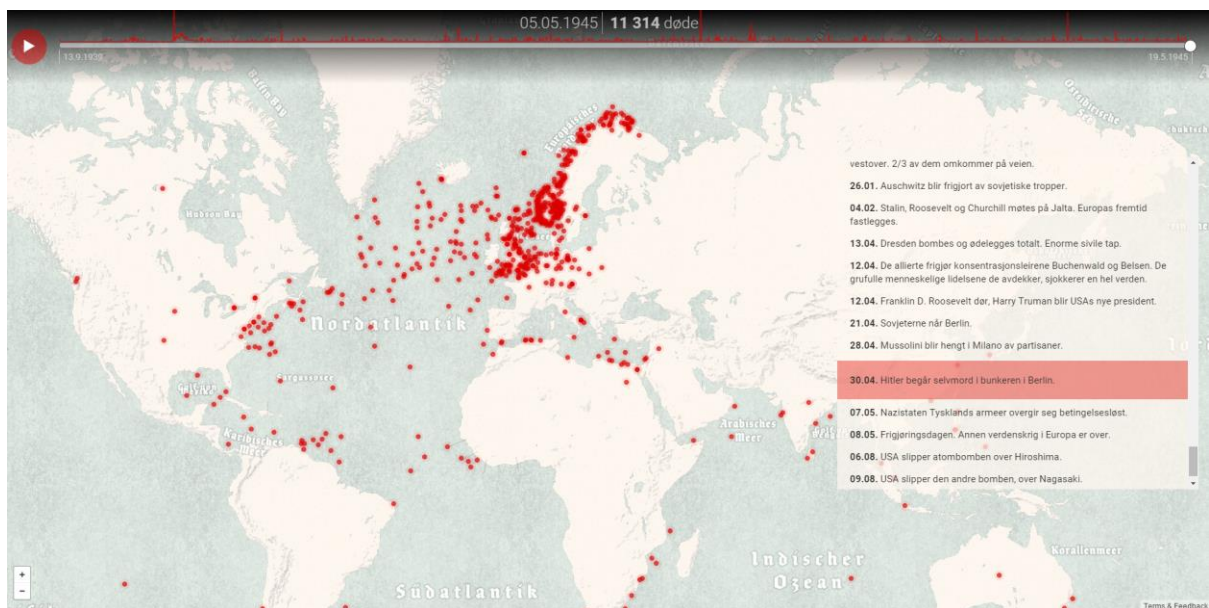 05.05.1945 | 11 314 døde
13.9.1939
19.5.1945
Baffin Bay
Europäisches
Ostsibirische
Hudson Bay
vestover. 2/3 av dem omkommer på veien.
26.01. Auschwitz blir frigjort av sovjetiske tropper.
04.02. Stalin, Roosevelt og Churchill møtes på Jalta. Europas fremtid
fastlegges.
13.04. Dresden bombes og ødelegges totalt. Enorme sivile tap.
12.04. De allierte frigjør konsentrasjonsleirene Buchenwald og Belsen. De
grufulle menneskelige lidelsene de avdekker, sjokkerer en hel verden.
12.04. Franklin D. Roosevelt dør, Harry Truman blir USAs nye president.
21.04. Sovjeterne når Berlin.
28.04. Mussolini blir hengt i Milano av partisaner.
30.04. Hitler begår selvmord i bunkeren i Berlin.
07.05. Nazistaten Tysklands armeer overgir seg betingelsesløst.
08.05. Frigjøringsdagen. Annen verdenskrig i Europa er over.
06.08. USA slipper atombomben over Hiroshima.
09.08. USA slipper den andre bomben, over Nagasaki.
Nordatlantik
Sargassosee
Karibisches
Meer
Arabisches
Meer
Indischer
Ozean
Korallenmeer
Südatlantik
+
−
Terms & Feedback